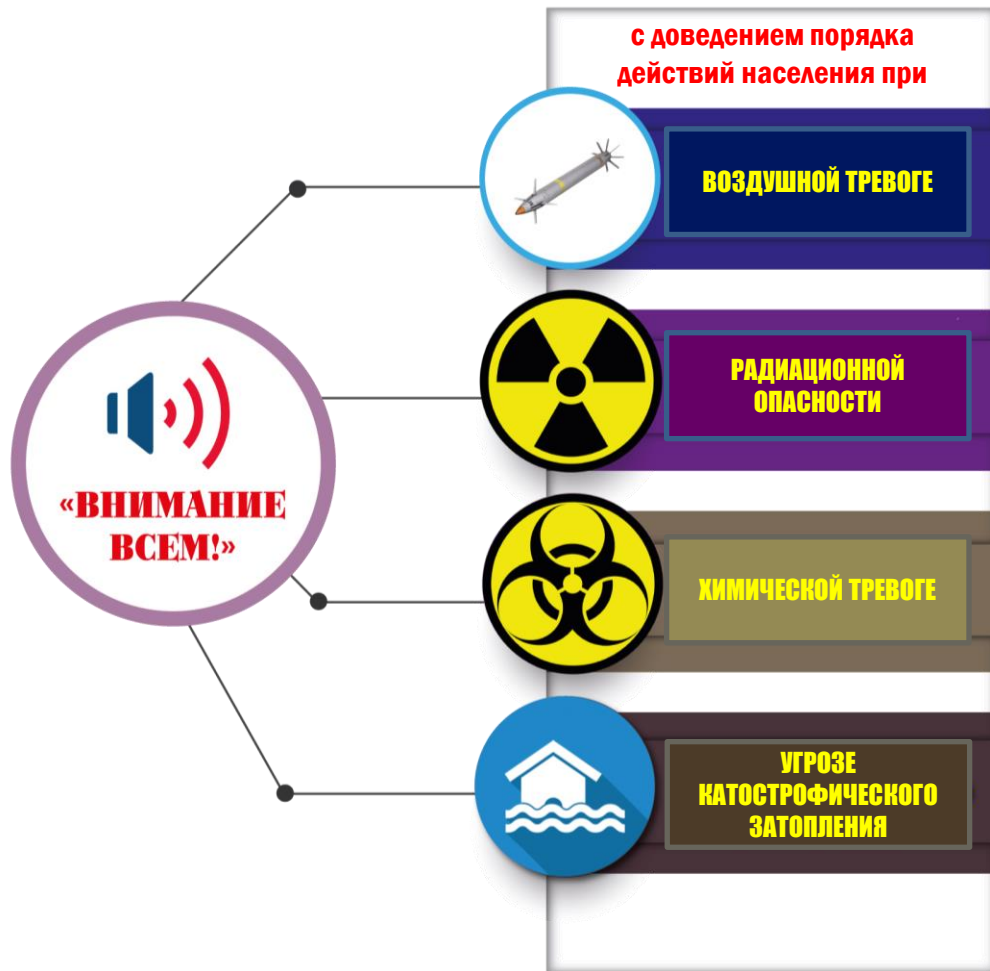 с доведением порядка
действий населения при
ВОЗДУШНОЙ ТРЕВОГЕ
РАДИАЦИОННОЙ
ОПАСНОСТИ
«ВНИМАНИЕ
ВСЕМ!»
ХИМИЧЕСКОЙ ТРЕВОГЕ
УГРОЗЕ
КАТОСТРОФИЧЕСКОГО
ЗАТОПЛЕНИЯ